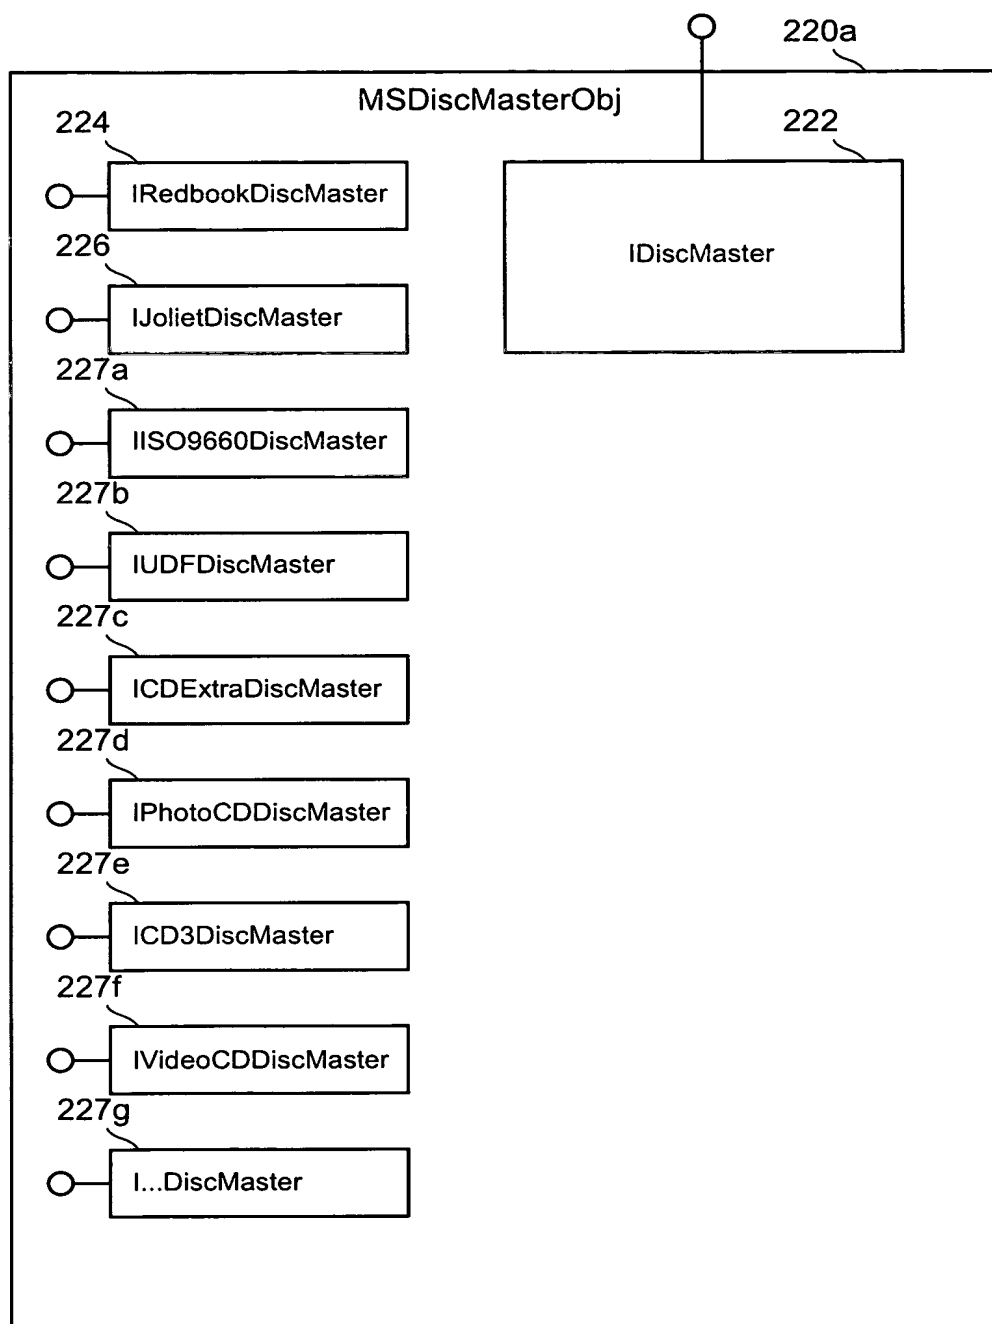 220a
MSDiscMasterObj
224
222
IRedbookDiscMaster
IDiscMaster
226
IJolietDiscMaster
227a
IISO9660DiscMaster
227b
IUDFDiscMaster
227c
ICDExtraDiscMaster
227d
IPhotoCDDiscMaster
227e
ICD3DiscMaster
227f
IVideoCDDiscMaster
227g
I...DiscMaster